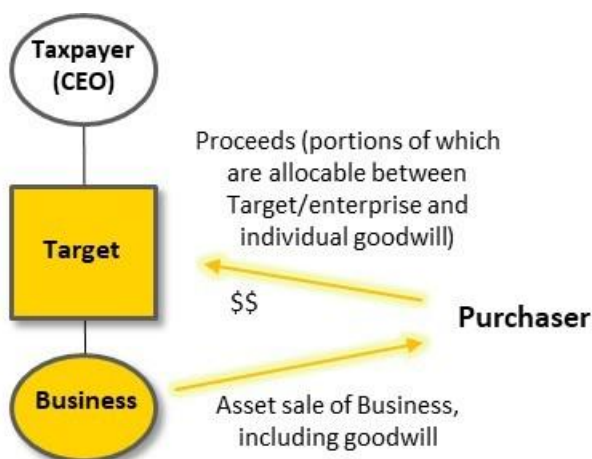 Taxpayer
(CEO)
Proceeds (portions of which
are allocable between
Target/enterprise and
individual goodwill)
Target
$$
Purchaser
Business
Asset sale of Business,
including goodwill